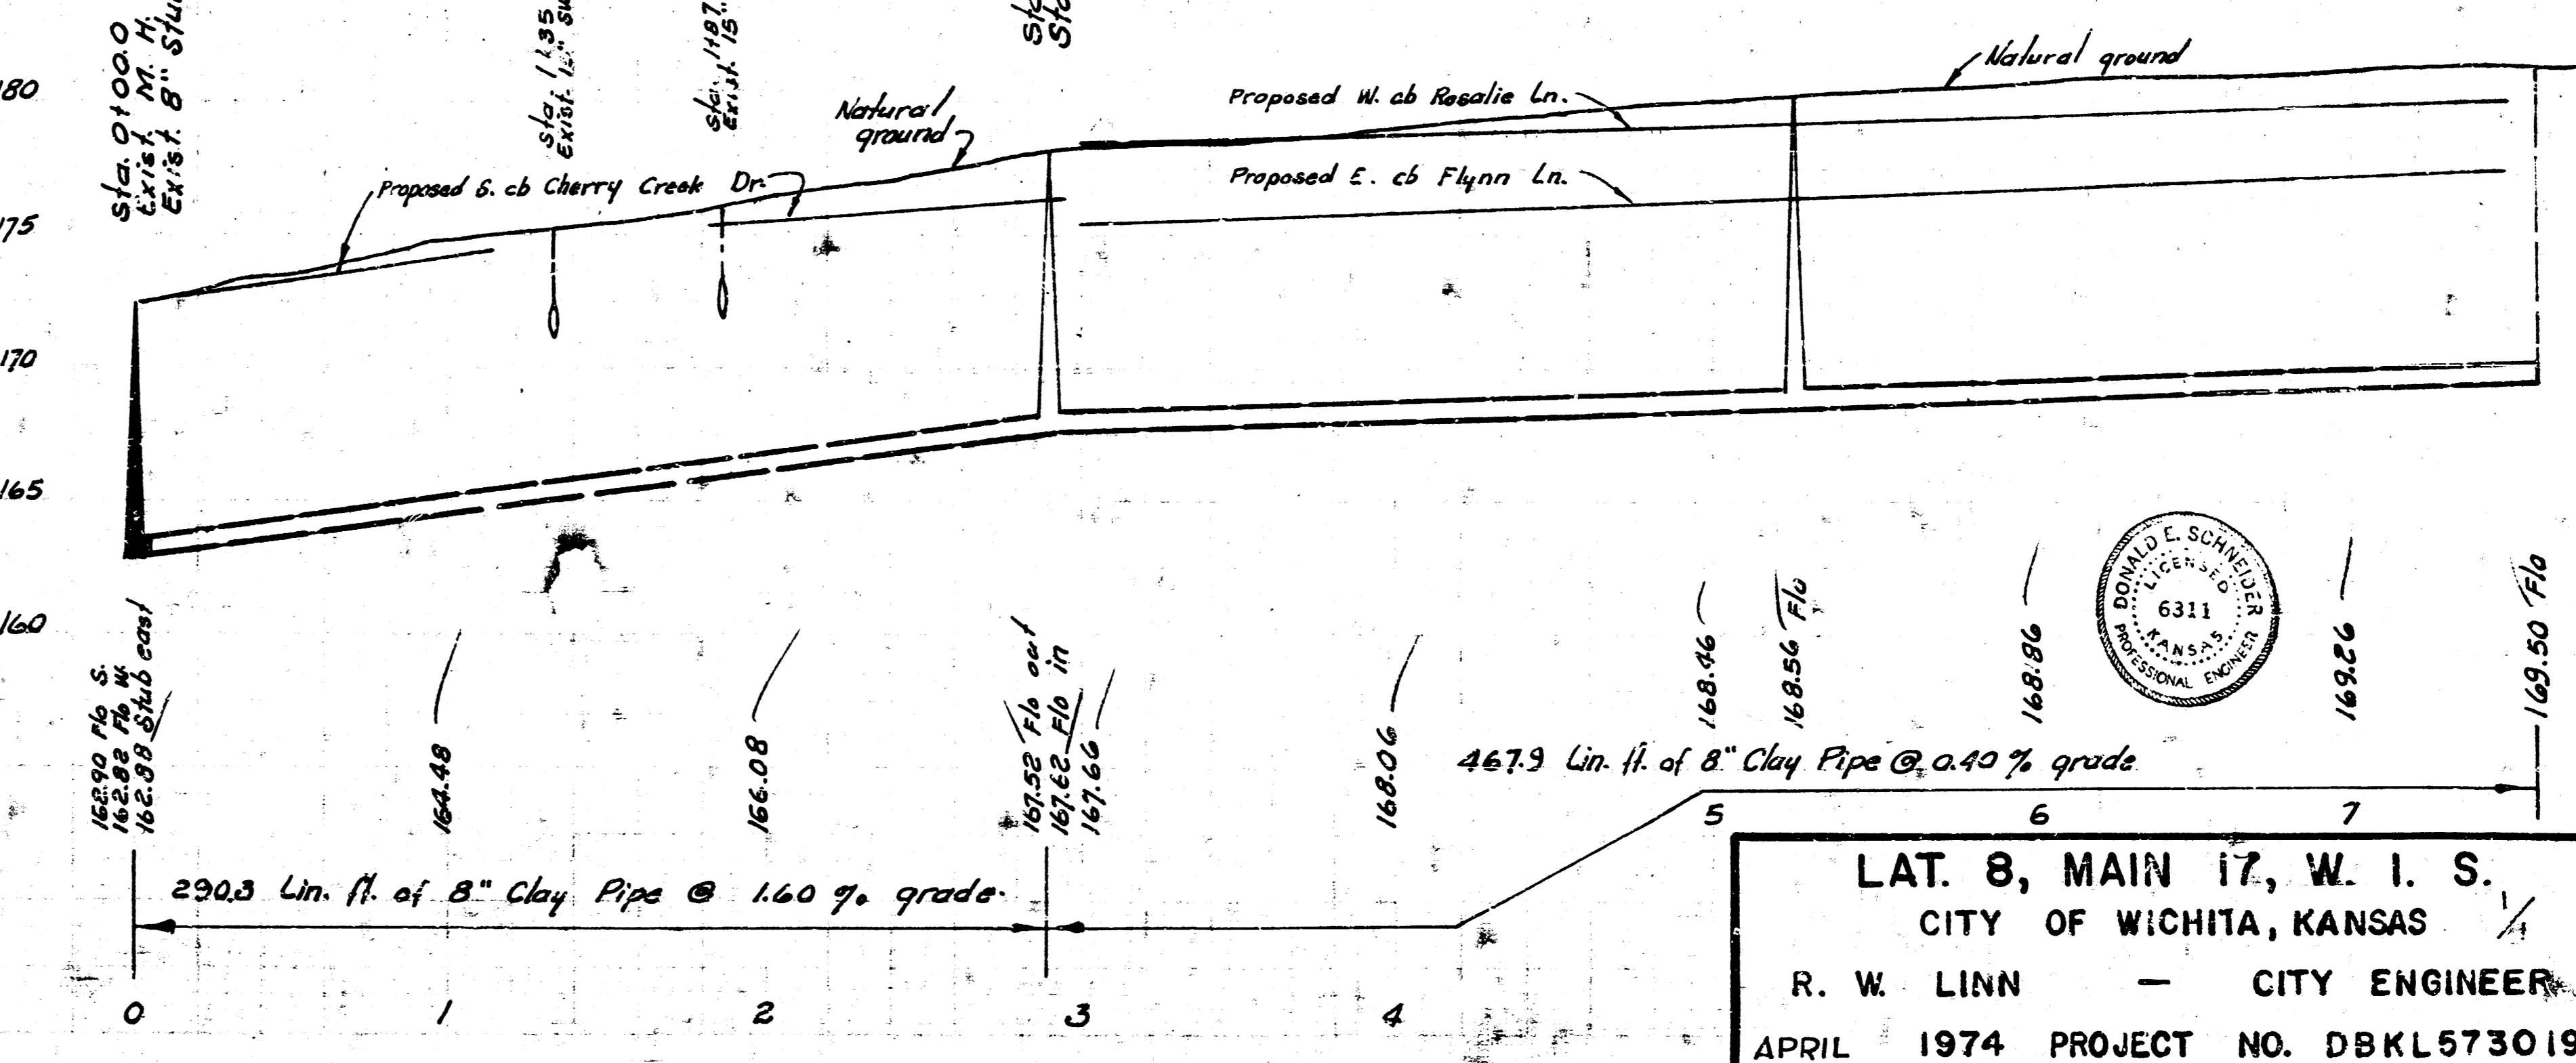 Sta. 0+00.0
Exist. M. H.
Exist. 8"
Exist.
Exist. 15"
180
175
170
165
160
Proposed S. cb Cherry Creek Dr.
Natural
ground
Proposed W. cb Rosalie Ln.
Proposed E. cb Flynn Ln.
Natural ground
162.90 Flo S.
162.82 Flo W.
162.88 Stub east
164.48
166.08
167.52 Flo out
167.62 Flo in
167.66
168.06
168.46
168.56 Flo
168.86
169.26
169.50 Flo
DONALD E. SCHNEIDER
LICENSED
6311
KANSAS
PROFESSIONAL ENGINEER
467.9 Lin. ft. of 8" Clay Pipe @ 0.40 % grade
290.3 Lin. ft. of 8" Clay Pipe @ 1.60 % grade.
0 1 2 3 4 5 6 7
LAT. 8, MAIN 17, W. I. S.
CITY OF WICHITA, KANSAS 1/4
R. W. LINN — CITY ENGINEER
APRIL 1974 PROJECT NO. DBKL573019